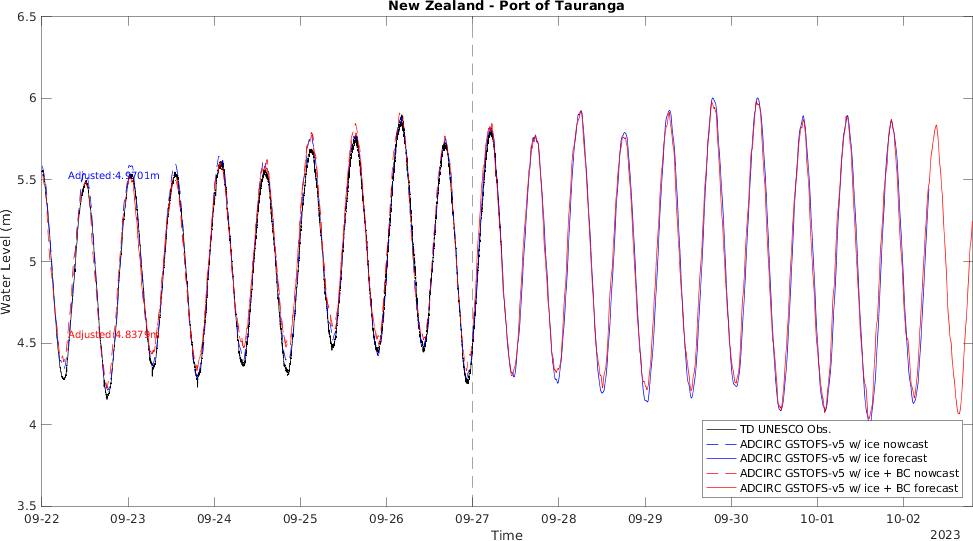 New Zealand - Port of Tauranga
Water Level (m)
6.5
6
5.5
5
4.5
4
3.5
Adjusted:4.9701m
Adjusted:4.8379m
TD UNESCO Obs.
ADCIRC GSTOFS-v5 w/ ice nowcast
ADCIRC GSTOFS-v5 w/ ice forecast
ADCIRC GSTOFS-v5 w/ ice + BC nowcast
ADCIRC GSTOFS-v5 w/ ice + BC forecast
09-22 09-23 09-24 09-25 09-26 09-27 09-28 09-29 09-30 10-01 10-02
Time
2023